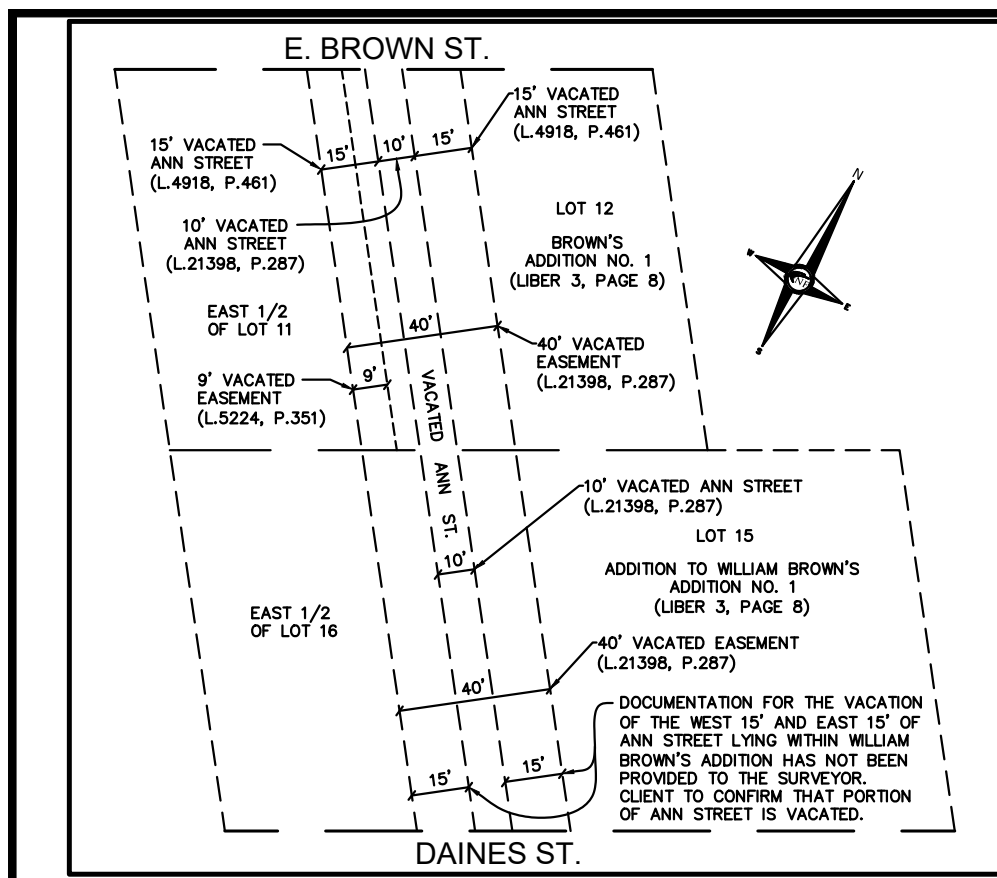 E. BROWN ST.
15' VACATED
ANN STREET
(L.4918, P.461)
15' VACATED
ANN STREET
(L.4918, P.461)
15'
10'
15'
10' VACATED
ANN STREET
(L.21398, P.287)
LOT 12
BROWN'S
ADDITION NO. 1
(LIBER 3, PAGE 8)
N
W
E
S
EAST 1/2
OF LOT 11
40'
40' VACATED
EASEMENT
(L.21398, P.287)
9' VACATED
EASEMENT
(L.5224, P.351)
9'
VACATED ANN ST.
10' VACATED ANN STREET
(L.21398, P.287)
LOT 15
10'
ADDITION TO WILLIAM BROWN'S
ADDITION NO. 1
(LIBER 3, PAGE 8)
EAST 1/2
OF LOT 16
40' VACATED EASEMENT
(L.21398, P.287)
40'
DOCUMENTATION FOR THE VACATION
OF THE WEST 15' AND EAST 15' OF
ANN STREET LYING WITHIN WILLIAM
BROWN'S ADDITION HAS NOT BEEN
PROVIDED TO THE SURVEYOR.
CLIENT TO CONFIRM THAT PORTION
OF ANN STREET IS VACATED.
15'
15'
DAINES ST.